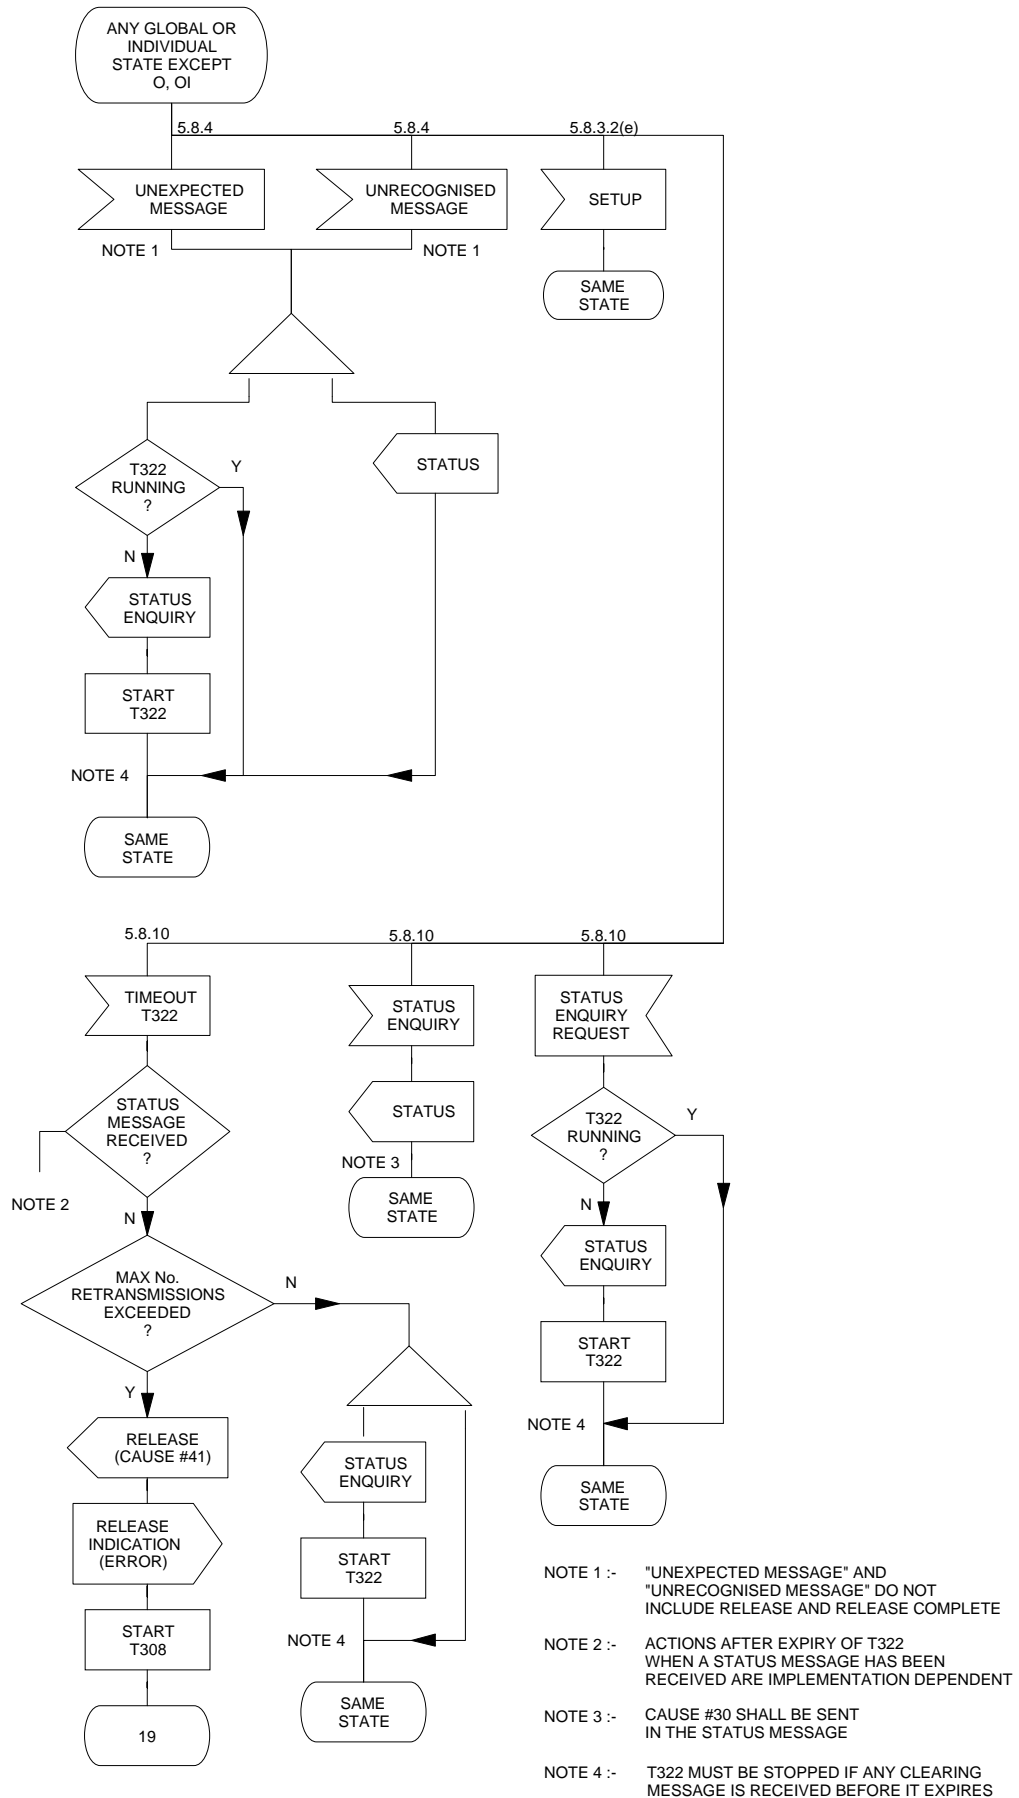 ANY GLOBAL OR
INDIVIDUAL
STATE EXCEPT
O, OI
5.8.4
5.8.4
5.8.3.2(e)
UNEXPECTED
MESSAGE
UNRECOGNISED
MESSAGE
SETUP
NOTE 1
NOTE 1
SAME
STATE
T322
RUNNING
?
Y
STATUS
N
STATUS
ENQUIRY
START
T322
NOTE 4
SAME
STATE
5.8.10
5.8.10
5.8.10
TIMEOUT
T322
STATUS
ENQUIRY
STATUS
ENQUIRY
REQUEST
STATUS
MESSAGE
RECEIVED
?
STATUS
T322
RUNNING
?
Y
NOTE 2
NOTE 3
SAME
STATE
N
N
STATUS
ENQUIRY
MAX No.
RETRANSMISSIONS
EXCEEDED
?
N
START
T322
Y
NOTE 4
RELEASE
(CAUSE #41)
STATUS
ENQUIRY
SAME
STATE
RELEASE
INDICATION
(ERROR)
START
T322
START
T308
NOTE 4
19
SAME
STATE
NOTE 1 :- "UNEXPECTED MESSAGE" AND
"UNRECOGNISED MESSAGE" DO NOT
INCLUDE RELEASE AND RELEASE COMPLETE
NOTE 2 :- ACTIONS AFTER EXPIRY OF T322
WHEN A STATUS MESSAGE HAS BEEN
RECEIVED ARE IMPLEMENTATION DEPENDENT
NOTE 3 :- CAUSE #30 SHALL BE SENT
IN THE STATUS MESSAGE
NOTE 4 :- T322 MUST BE STOPPED IF ANY CLEARING
MESSAGE IS RECEIVED BEFORE IT EXPIRES